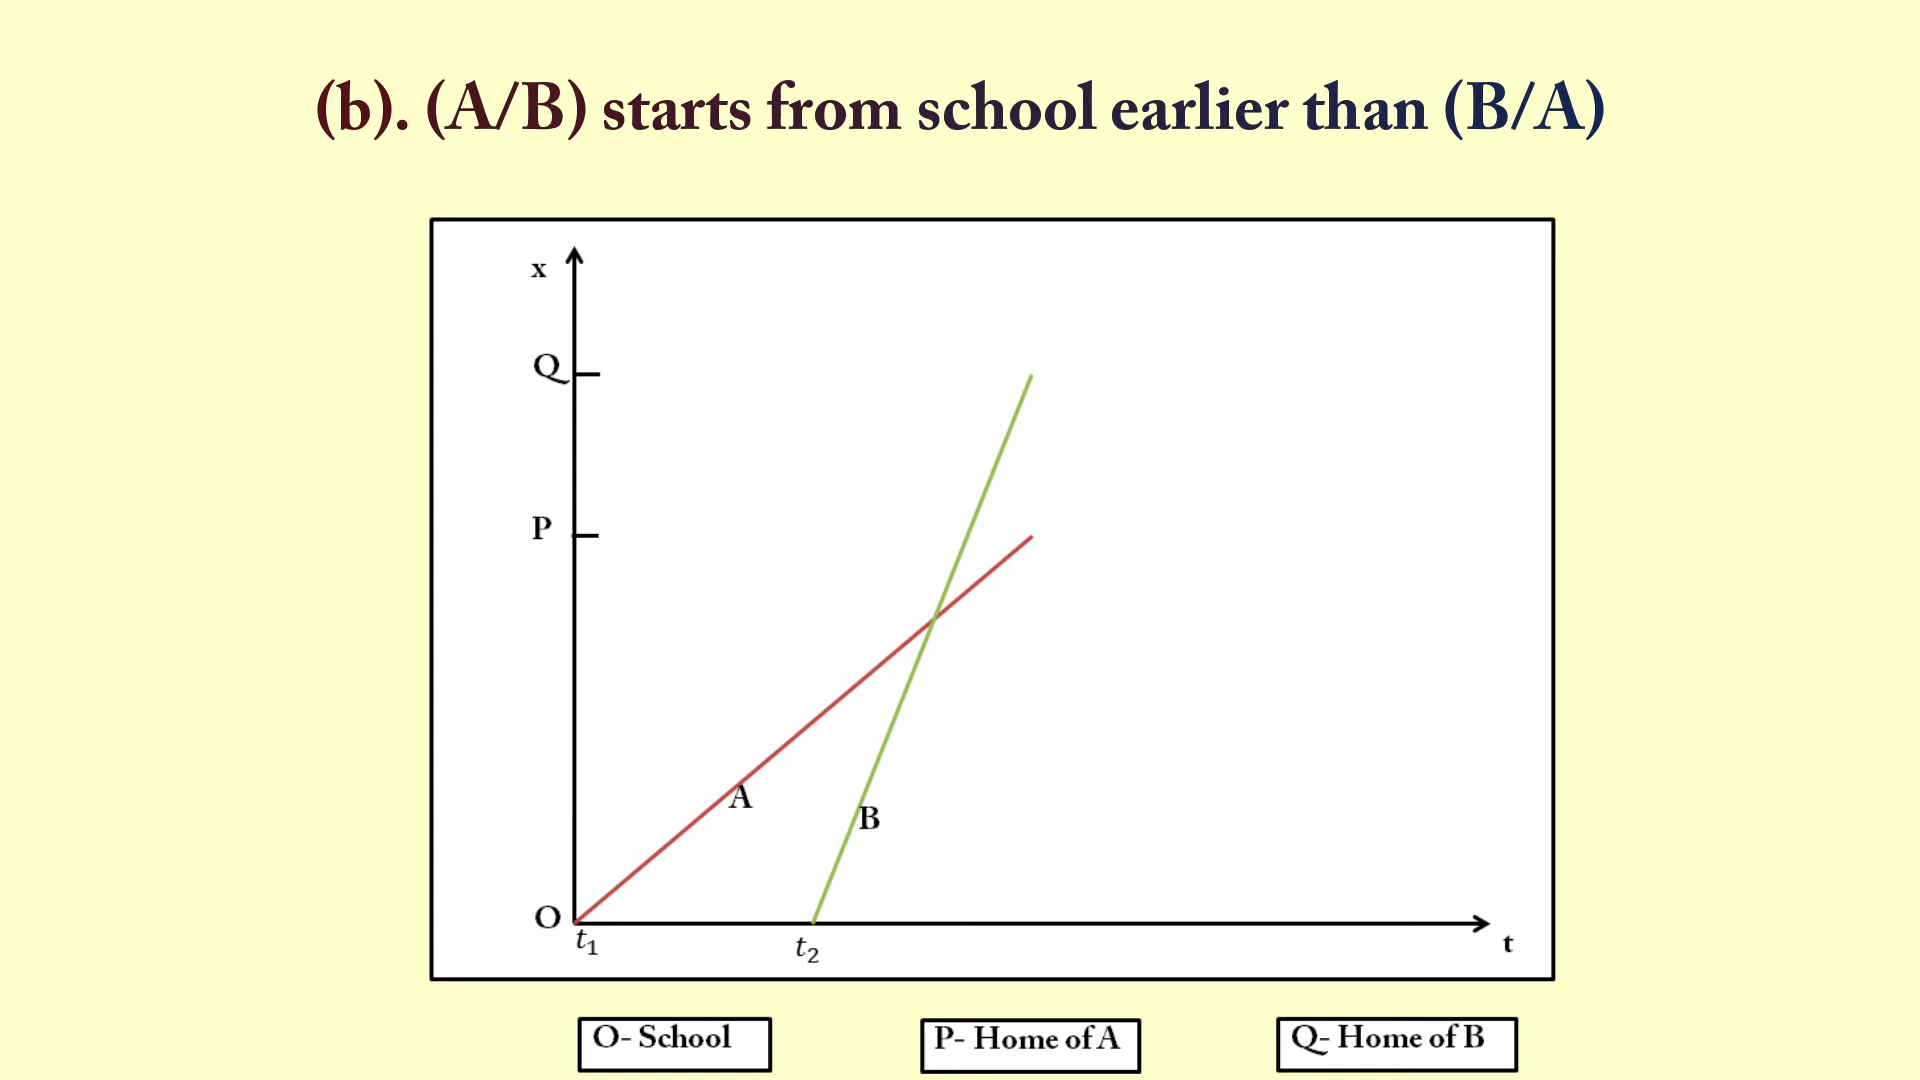 (b). (A/B) starts from school earlier than (B/A)
x
Q
P
A
B
O
t₁
t₂
t
O- School
P- Home of A
Q- Home of B